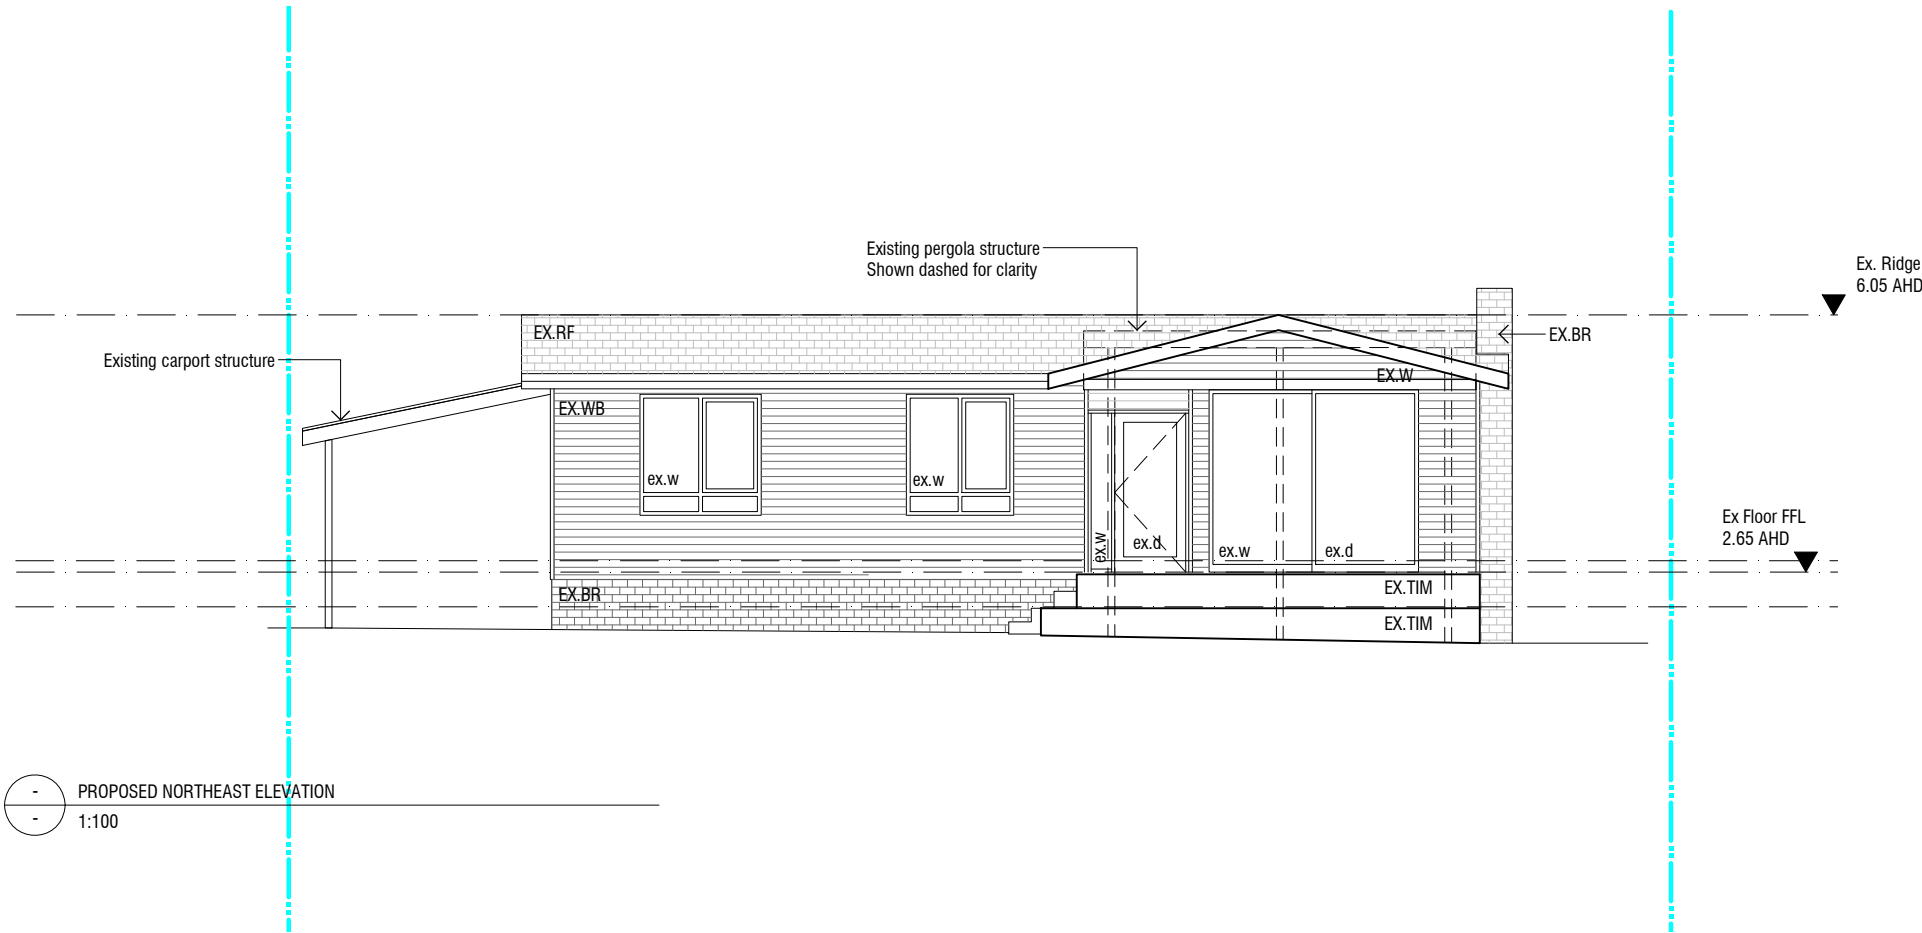 Existing pergola structure
Shown dashed for clarity
Ex. Ridge
6.05 AHD
EX.RF
EX.BR
Existing carport structure
EX.W
EX.WB
ex.w
ex.w
ex.w
ex.d
ex.w
ex.d
Ex Floor FFL
2.65 AHD
EX.BR
EX.TIM
EX.TIM
-
-
PROPOSED NORTHEAST ELEVATION
1:100